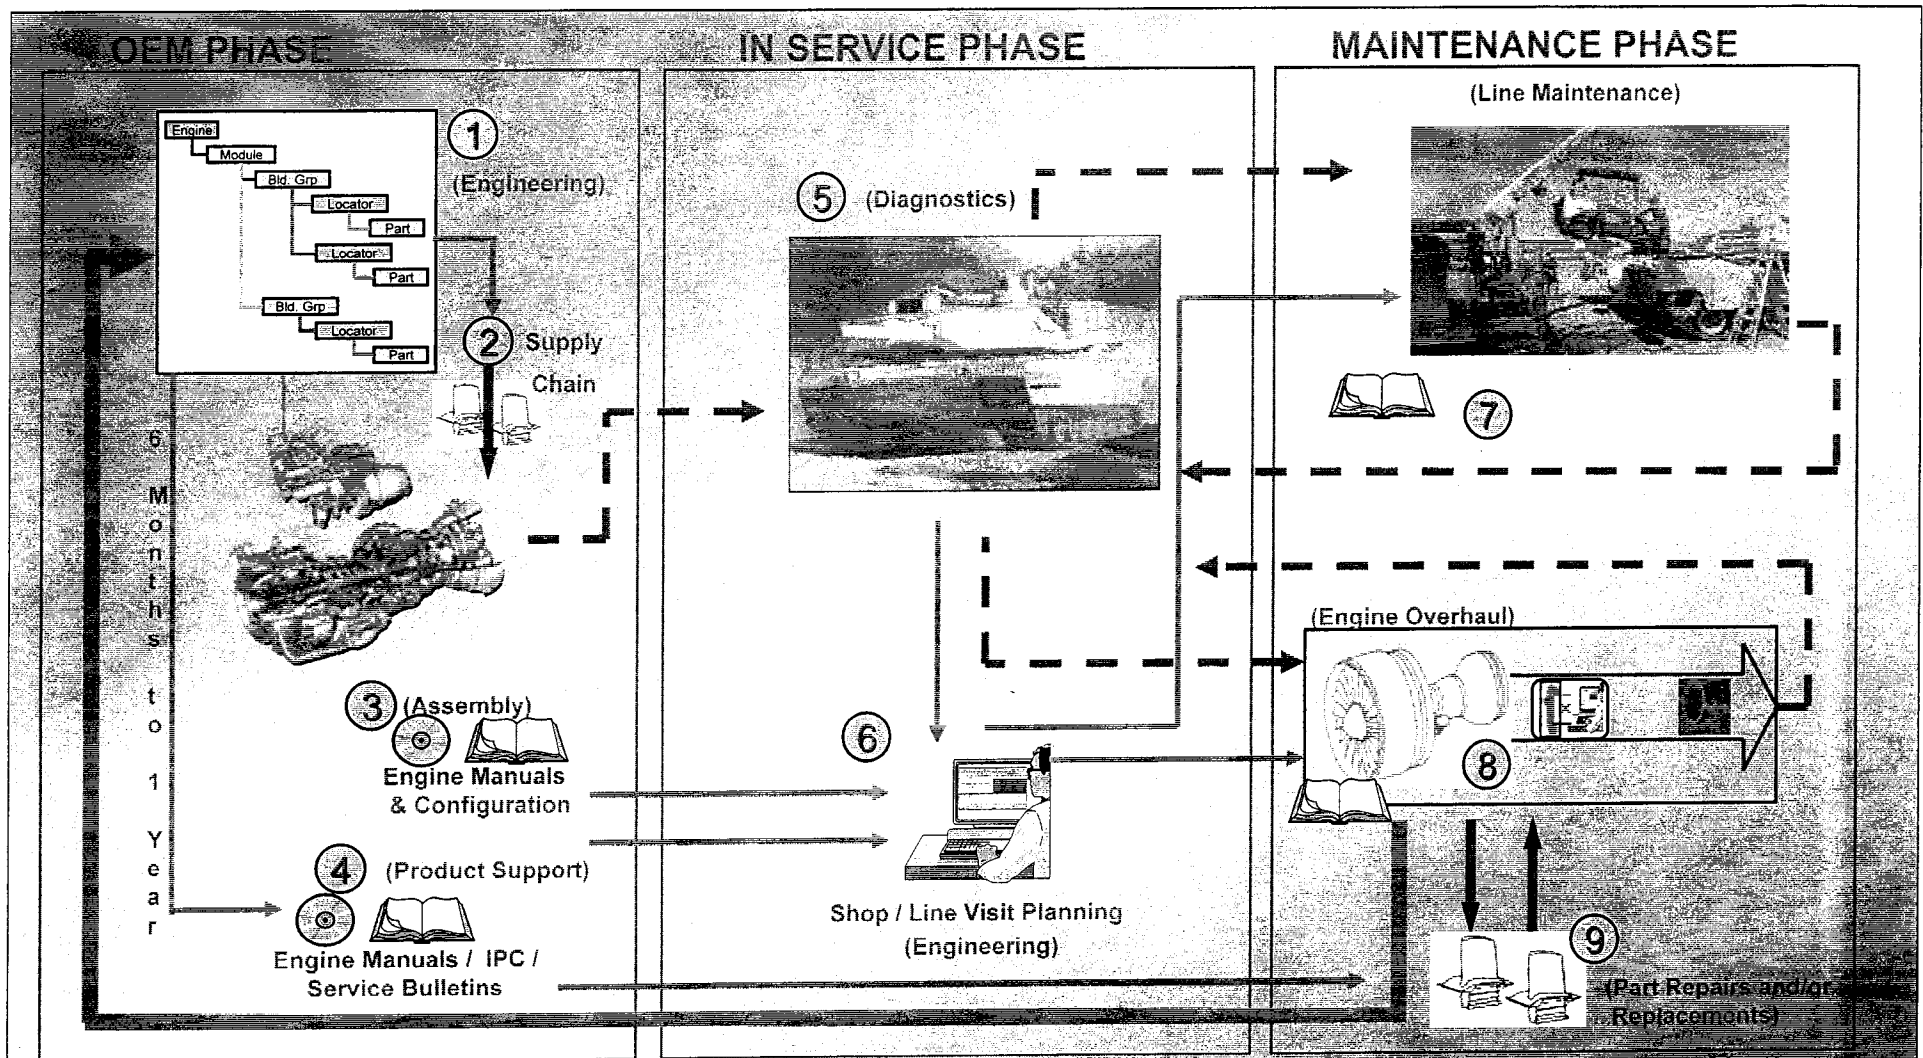 OEM PHASE
IN SERVICE PHASE
MAINTENANCE PHASE
(Line Maintenance)
1
(Engineering)
Engine
Module
Bld. Grp
Locator
Part
Locator
Part
Bld. Grp
Locator
Part
2 Supply
Chain
5 (Diagnostics)
7
6 Months to 1 Year
3 (Assembly)
Engine Manuals
& Configuration
4 (Product Support)
Engine Manuals / IPC /
Service Bulletins
6
Shop / Line Visit Planning
(Engineering)
(Engine Overhaul)
8
9
(Part Repairs and/or
Replacements)